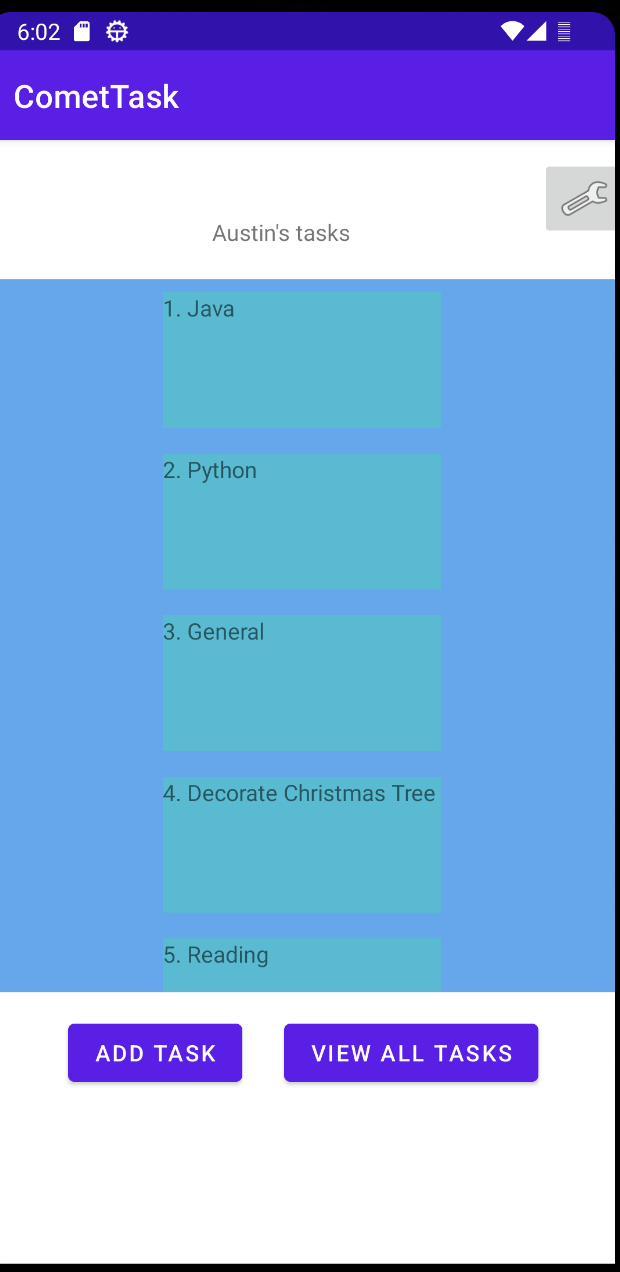 6:02
CometTask
Austin's tasks
1. Java
2. Python
3. General
4. Decorate Christmas Tree
5. Reading
ADD TASK
VIEW ALL TASKS